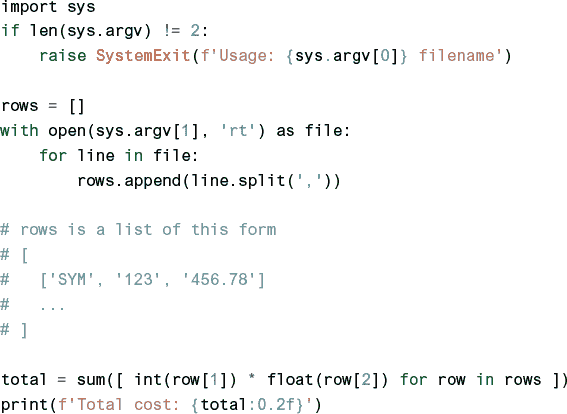 import sys
if len(sys.argv) != 2:
    raise SystemExit(f'Usage: {sys.argv[0]} filename')

rows = []
with open(sys.argv[1], 'rt') as file:
    for line in file:
        rows.append(line.split(','))

# rows is a list of this form
# [
#   ['SYM', '123', '456.78']
#   ...
# ]

total = sum([ int(row[1]) * float(row[2]) for row in rows ])
print(f'Total cost: {total:0.2f}')